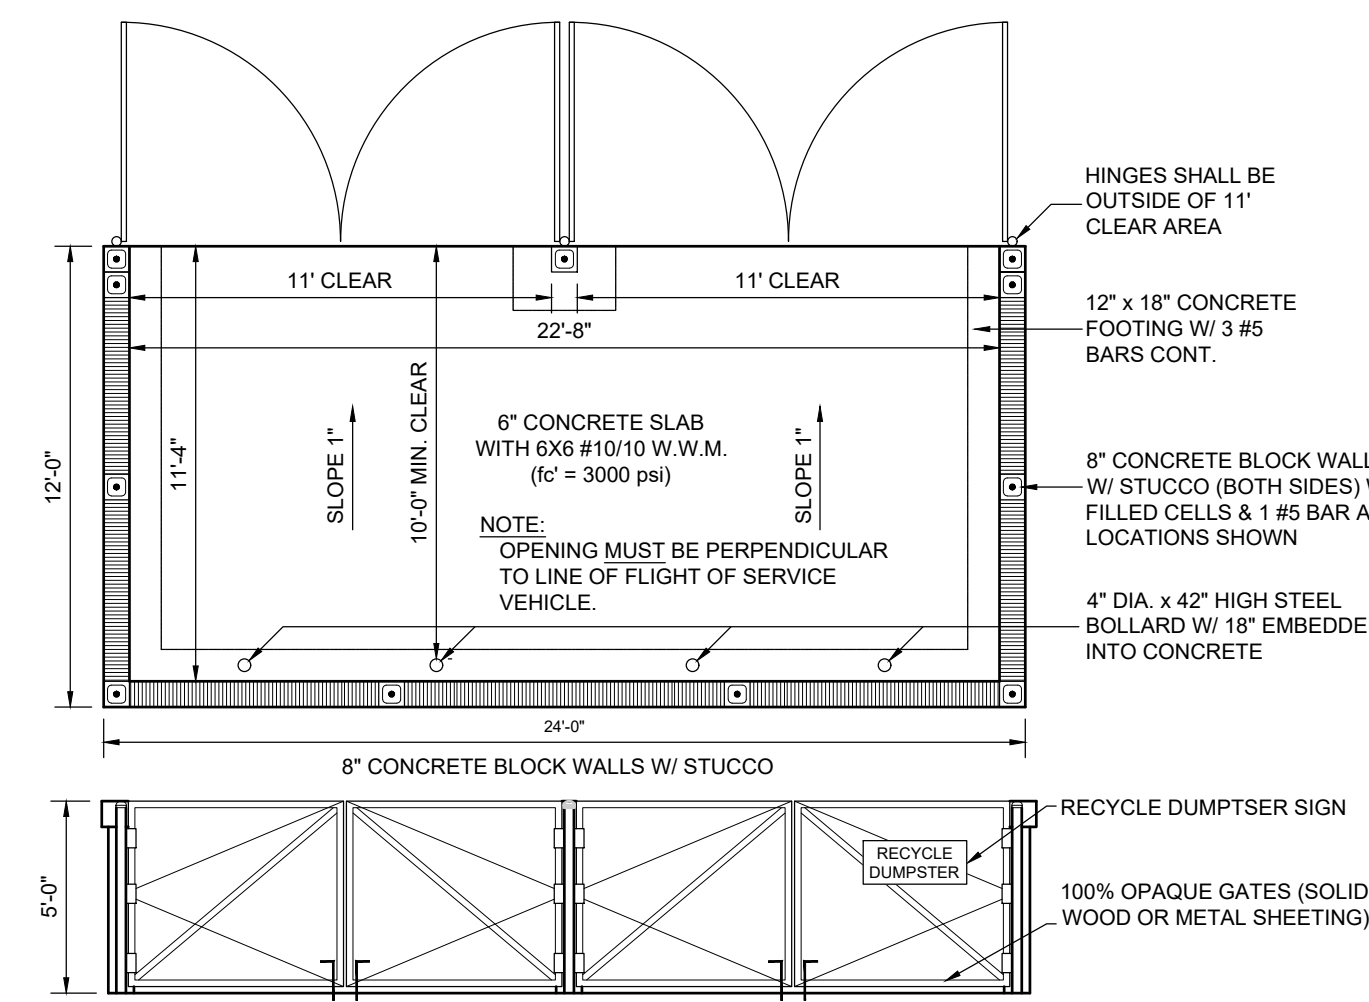 HINGES SHALL BE
OUTSIDE OF 11'
CLEAR AREA
11' CLEAR
11' CLEAR
22'-8"
12" x 18" CONCRETE
FOOTING W/ 3 #5
BARS CONT.
12'-0"
11'-4"
SLOPE 1"
10'-0" MIN. CLEAR
6" CONCRETE SLAB
WITH 6X6 #10/10 W.W.M.
(fc' = 3000 psi)
SLOPE 1"
NOTE:
OPENING MUST BE PERPENDICULAR
TO LINE OF FLIGHT OF SERVICE
VEHICLE.
8" CONCRETE BLOCK WALL
W/ STUCCO (BOTH SIDES)
FILLED CELLS & 1 #5 BAR
LOCATIONS SHOWN
4" DIA. x 42" HIGH STEEL
BOLLARD W/ 18" EMBEDDE
INTO CONCRETE
24'-0"
8" CONCRETE BLOCK WALLS W/ STUCCO
5'-0"
RECYCLE
DUMPSTER
RECYCLE DUMPTSER SIGN
100% OPAQUE GATES (SOLID
WOOD OR METAL SHEETING)